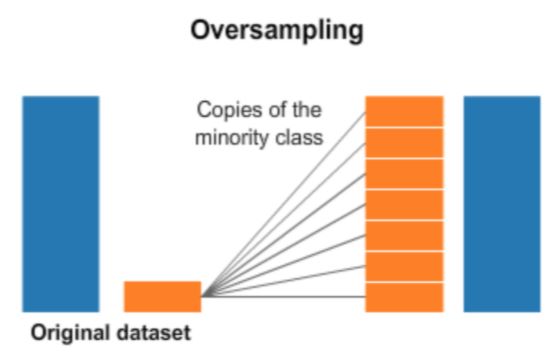 Oversampling
Copies of the
minority class
Original dataset